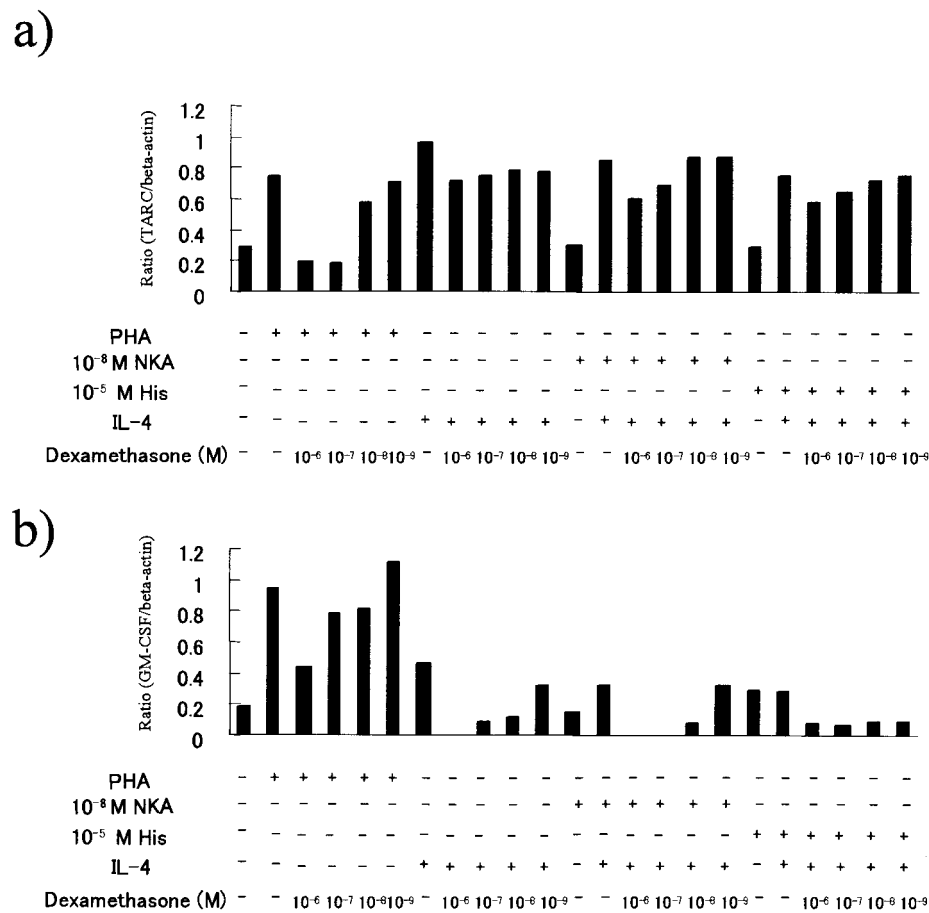 a)
Ratio (TARC/beta-actin)
1.2
1
0.8
0.6
0.4
0.2
0
PHA − + + + + + − − − − − − − − − − − − − − − − −
10⁻⁸ M NKA − − − − − − − − − − − + + + + + + − − − − − −
10⁻⁵ M His − − − − − − − − − − − − − − − − − + + + + + +
IL-4 − − − − − − + + + + + − + + + + + − + + + + +
Dexamethasone (M) − − 10⁻⁶ 10⁻⁷ 10⁻⁸ 10⁻⁹ − 10⁻⁶ 10⁻⁷ 10⁻⁸ 10⁻⁹ − − 10⁻⁶ 10⁻⁷ 10⁻⁸ 10⁻⁹ − − 10⁻⁶ 10⁻⁷ 10⁻⁸ 10⁻⁹
b)
Ratio (GM-CSF/beta-actin)
1.2
1
0.8
0.6
0.4
0.2
0
PHA − + + + + + − − − − − − − − − − − − − − − − −
10⁻⁸ M NKA − − − − − − − − − − − + + + + + + − − − − − −
10⁻⁵ M His − − − − − − − − − − − − − − − − − + + + + + +
IL-4 − − − − − − + + + + + − + + + + + − + + + + +
Dexamethasone (M) − − 10⁻⁶ 10⁻⁷ 10⁻⁸ 10⁻⁹ − 10⁻⁶ 10⁻⁷ 10⁻⁸ 10⁻⁹ − − 10⁻⁶ 10⁻⁷ 10⁻⁸ 10⁻⁹ − − 10⁻⁶ 10⁻⁷ 10⁻⁸ 10⁻⁹